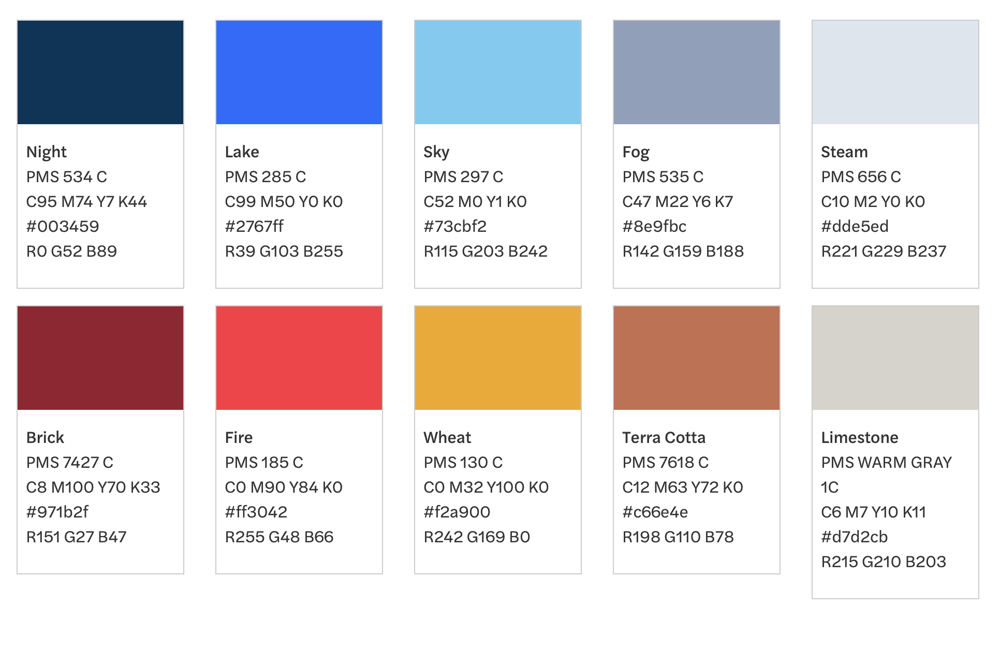 Night
PMS 534 C
C95 M74 Y7 K44
#003459
R0 G52 B89
Lake
PMS 285 C
C99 M50 Y0 K0
#2767ff
R39 G103 B255
Sky
PMS 297 C
C52 M0 Y1 K0
#73cbf2
R115 G203 B242
Fog
PMS 535 C
C47 M22 Y6 K7
#8e9fbc
R142 G159 B188
Steam
PMS 656 C
C10 M2 Y0 K0
#dde5ed
R221 G229 B237
Brick
PMS 7427 C
C8 M100 Y70 K33
#971b2f
R151 G27 B47
Fire
PMS 185 C
C0 M90 Y84 K0
#ff3042
R255 G48 B66
Wheat
PMS 130 C
C0 M32 Y100 K0
#f2a900
R242 G169 B0
Terra Cotta
PMS 7618 C
C12 M63 Y72 K0
#c66e4e
R198 G110 B78
Limestone
PMS WARM GRAY
1C
C6 M7 Y10 K11
#d7d2cb
R215 G210 B203